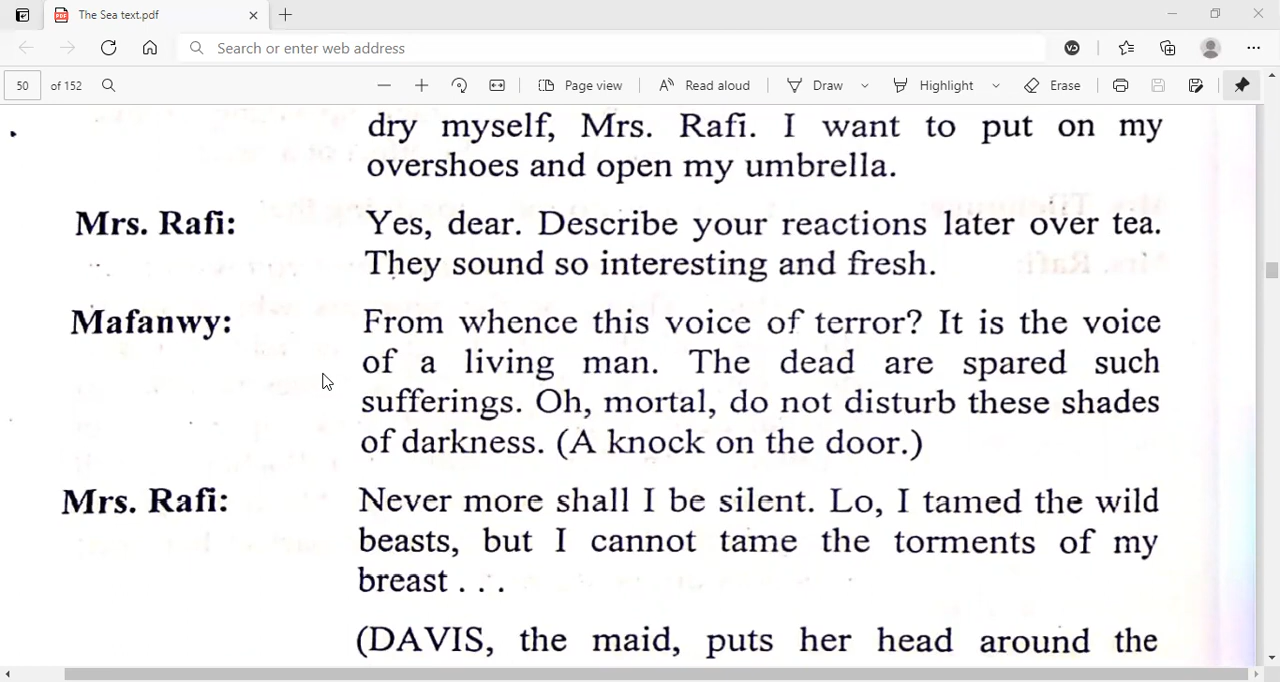 The Sea text.pdf
Search or enter web address
50 of 152 Page view Read aloud Draw Highlight Erase
dry myself, Mrs. Rafi. I want to put on my
overshoes and open my umbrella.
Mrs. Rafi: Yes, dear. Describe your reactions later over tea.
They sound so interesting and fresh.
Mafanwy: From whence this voice of terror? It is the voice
of a living man. The dead are spared such
sufferings. Oh, mortal, do not disturb these shades
of darkness. (A knock on the door.)
Mrs. Rafi: Never more shall I be silent. Lo, I tamed the wild
beasts, but I cannot tame the torments of my
breast . . .
(DAVIS, the maid, puts her head around the